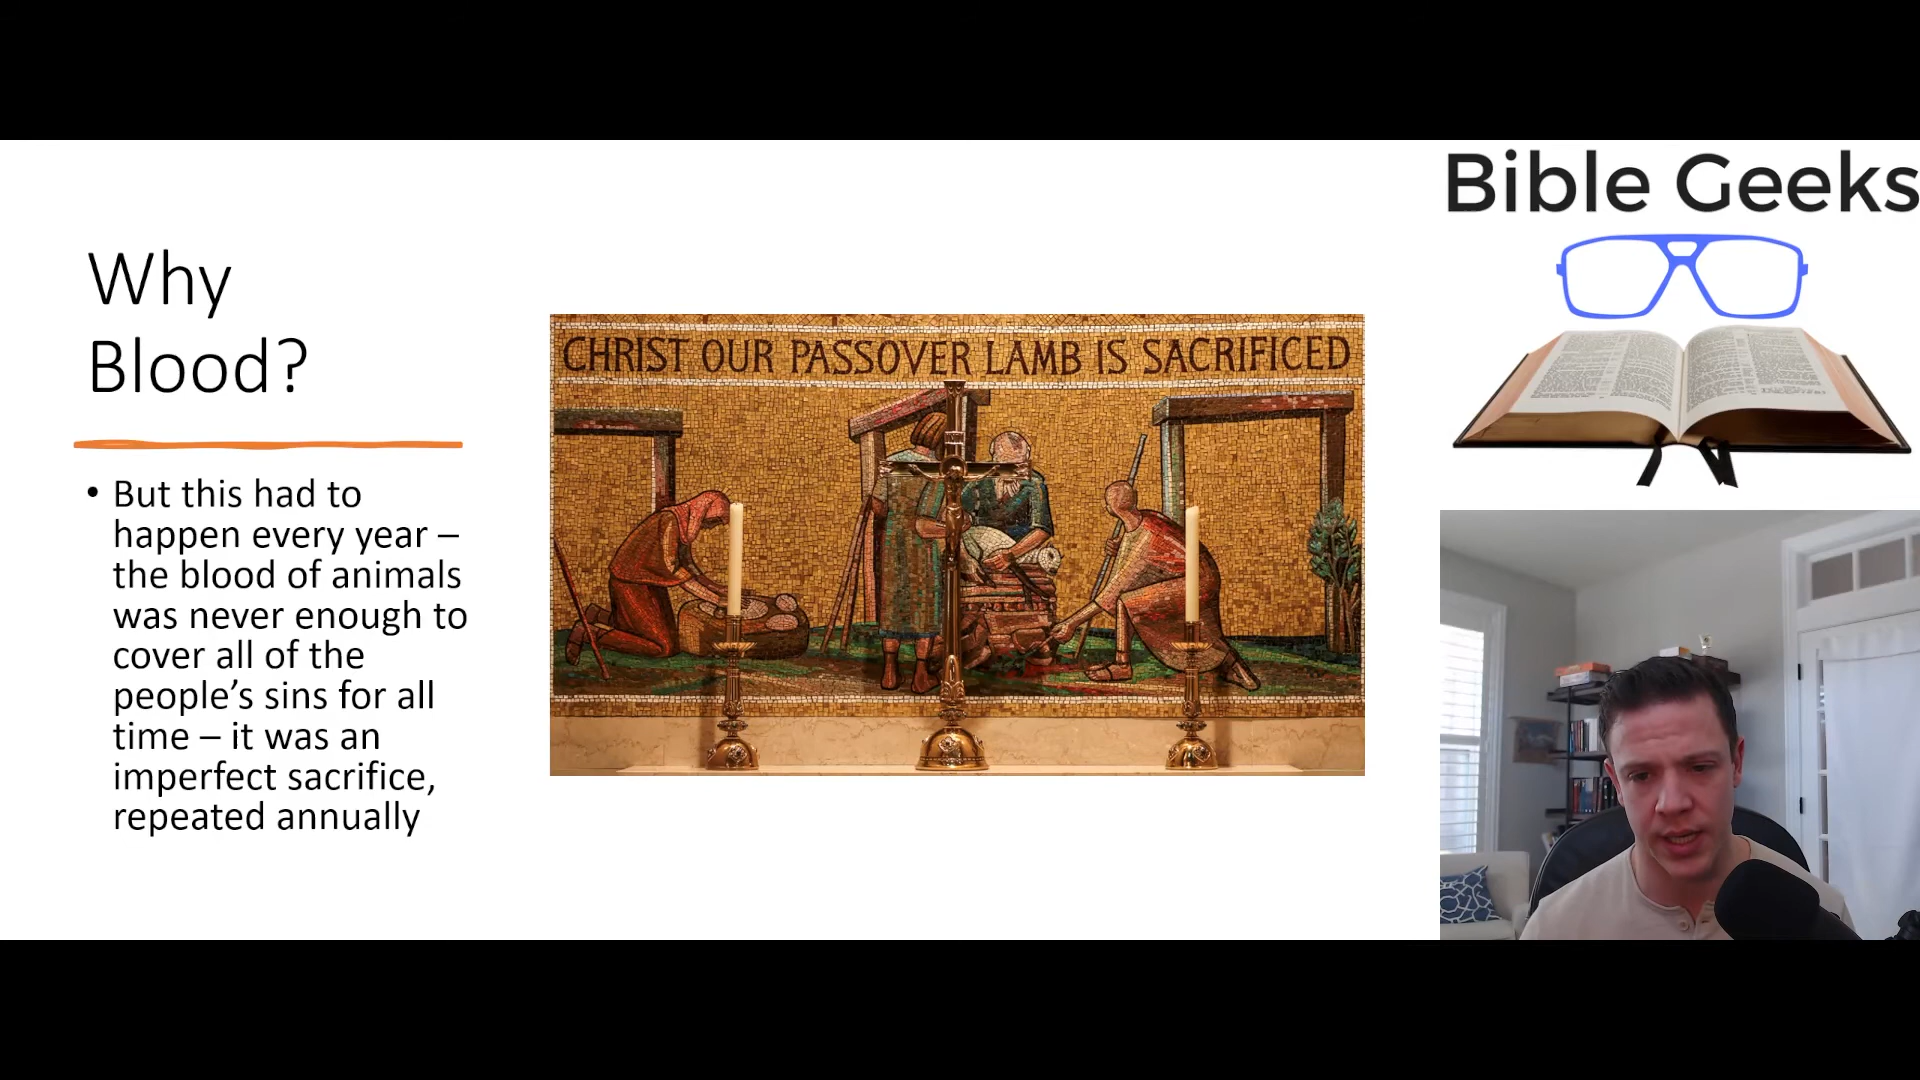 Bible Geeks
Why
Blood?
• But this had to
happen every year –
the blood of animals
was never enough to
cover all of the
people’s sins for all
time – it was an
imperfect sacrifice,
repeated annually
CHRIST OUR PASSOVER LAMB IS SACRIFICED